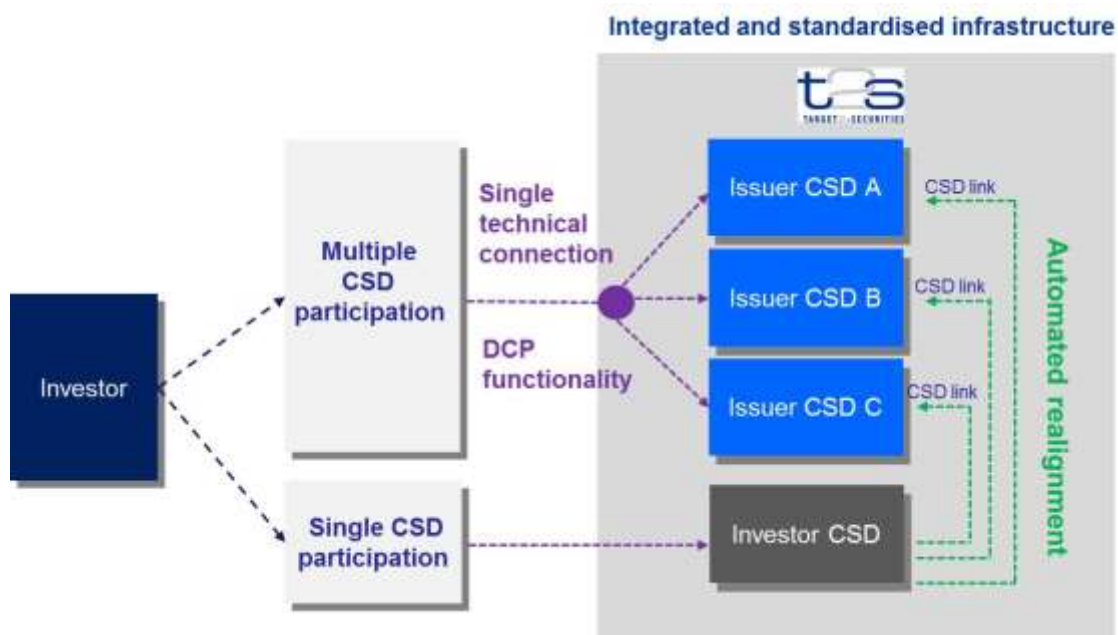 Integrated and standardised infrastructure
t2s
TARGET2-SECURITIES
Investor
Multiple
CSD
participation
Single CSD
participation
Single
technical
connection
DCP
functionality
Issuer CSD A
Issuer CSD B
Issuer CSD C
Investor CSD
CSD link
CSD link
CSD link
Automated realignment